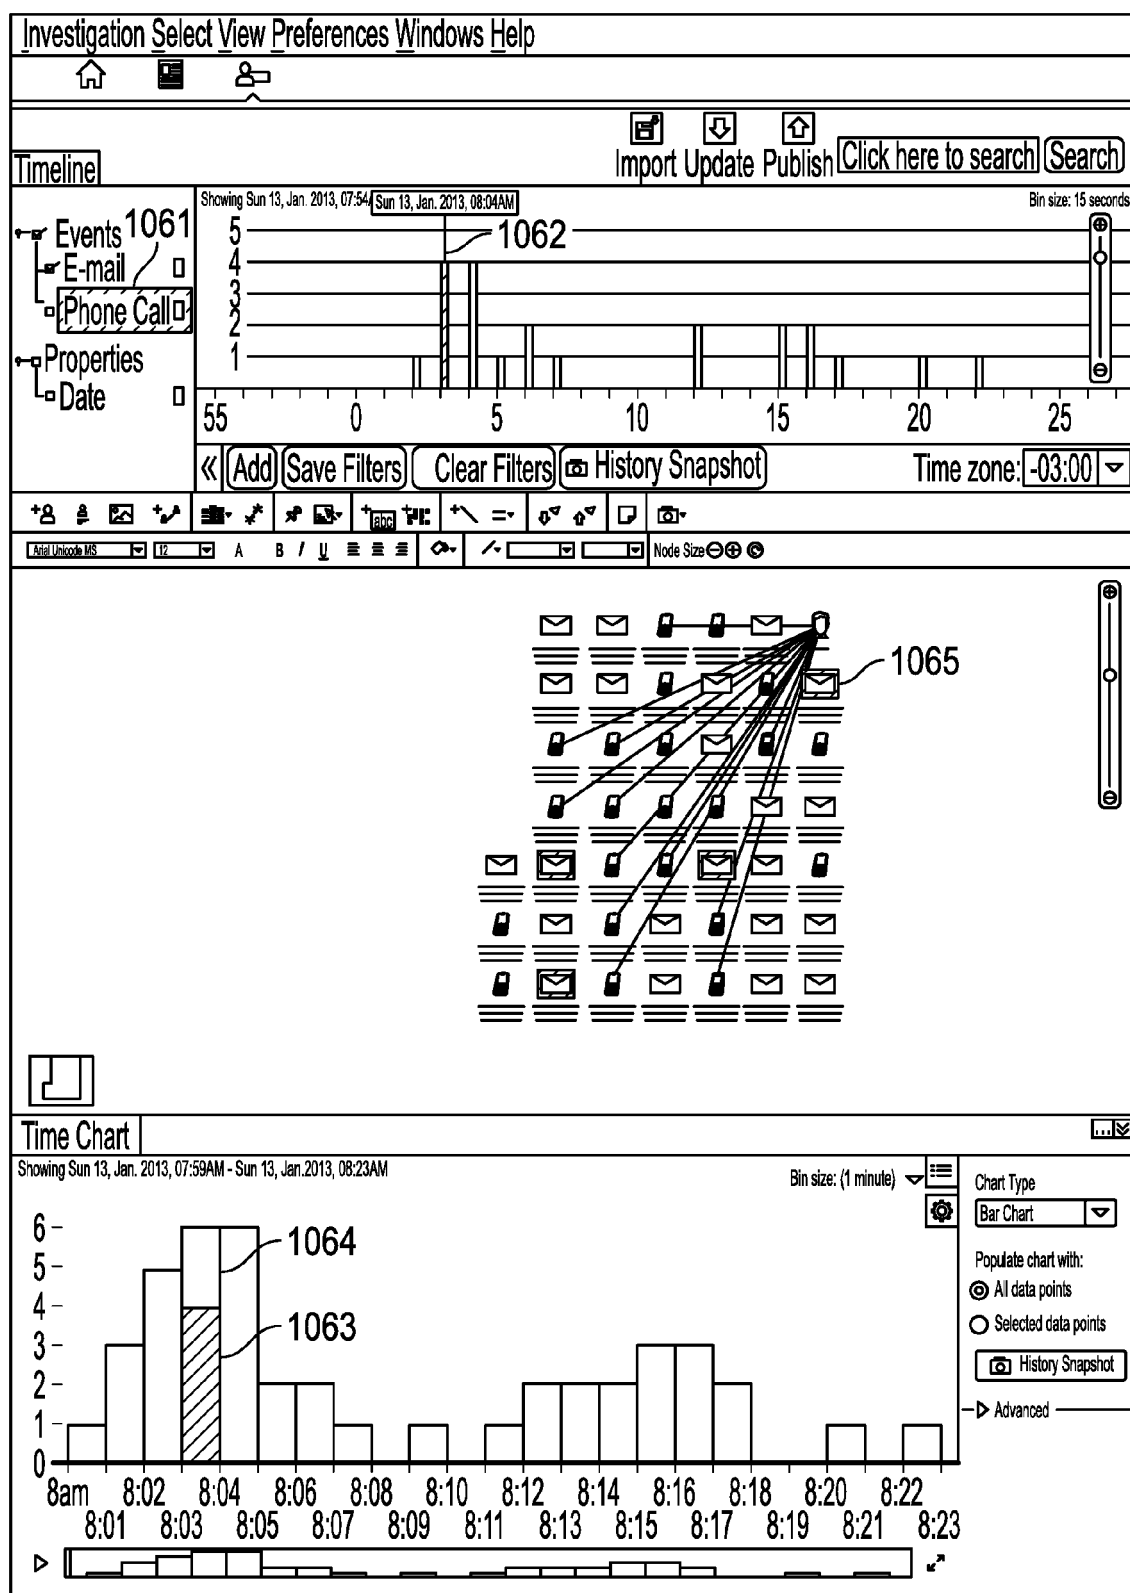 Investigation Select View Preferences Windows Help
Import Update Publish Click here to search Search
Timeline
Showing Sun 13, Jan. 2013, 07:54 Sun 13, Jan. 2013, 08:04AM Bin size: 15 seconds
1061
1062
Events
E-mail
Phone Call
Properties
Date
5
4
3
2
1
55 0 5 10 15 20 25
Add Save Filters Clear Filters History Snapshot Time zone: -03:00
abc
Arial Unicode MS 12 A B I U Node Size
1065
Time Chart
Showing Sun 13, Jan. 2013, 07:59AM - Sun 13, Jan.2013, 08:23AM
Bin size: (1 minute)
Chart Type
Bar Chart
Populate chart with:
All data points
Selected data points
History Snapshot
Advanced
6
5
4
3
2
1
0
1064
1063
8am 8:02 8:04 8:06 8:08 8:10 8:12 8:14 8:16 8:18 8:20 8:22
8:01 8:03 8:05 8:07 8:09 8:11 8:13 8:15 8:17 8:19 8:21 8:23